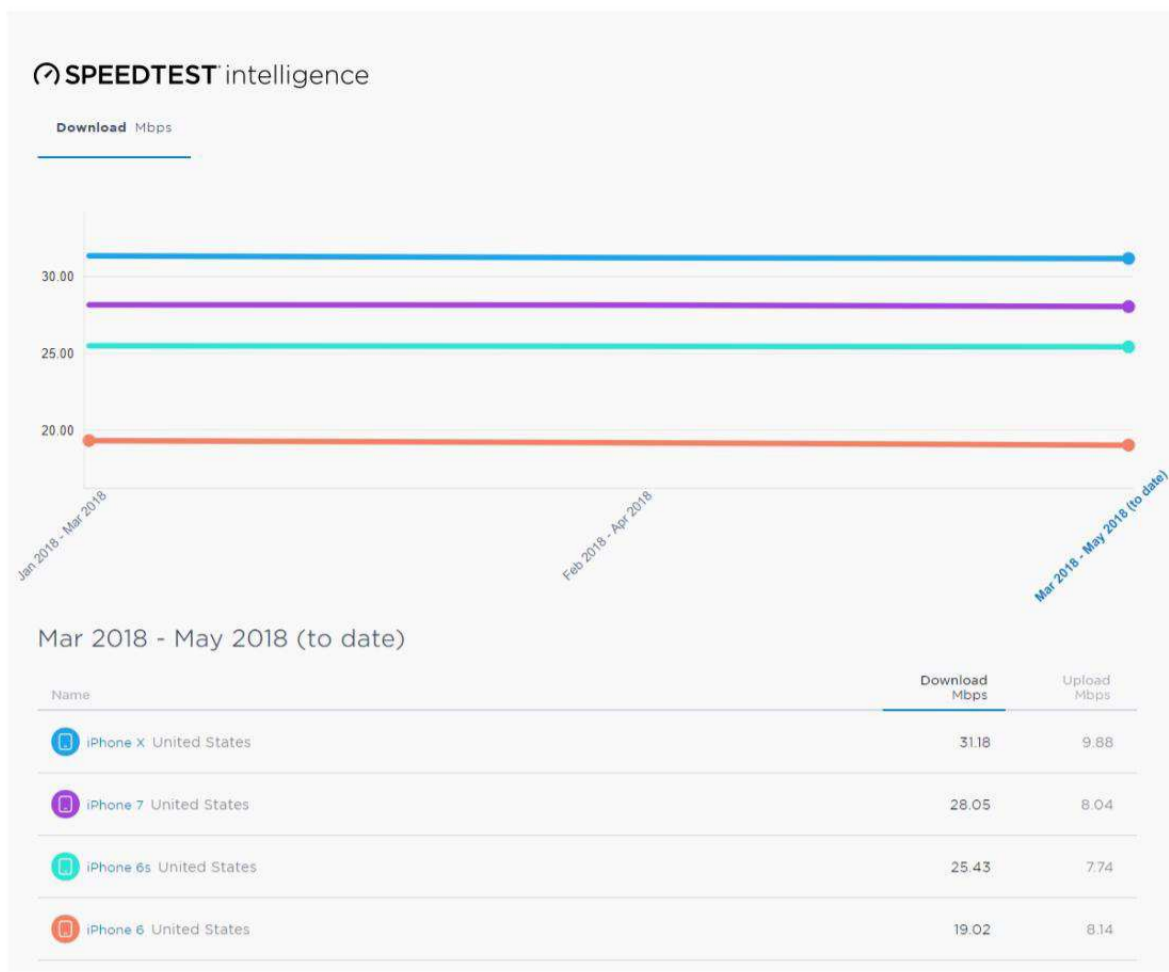 SPEEDTEST intelligence
Download Mbps
30.00
25.00
20.00
Jan 2018 - Mar 2018
Feb 2018 - Apr 2018
Mar 2018 - May 2018 (to date)
Mar 2018 - May 2018 (to date)
Name
Download Mbps
Upload Mbps
iPhone X United States 31.18 9.88
iPhone 7 United States 28.05 8.04
iPhone 6s United States 25.43 7.74
iPhone 6 United States 19.02 8.14